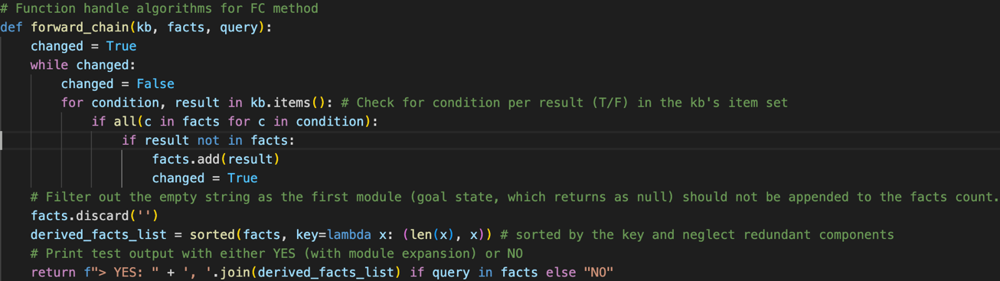 # Function handle algorithms for FC method
def forward_chain(kb, facts, query):
    changed = True
    while changed:
        changed = False
        for condition, result in kb.items(): # Check for condition per result (T/F) in the kb's item set
            if all(c in facts for c in condition):
                if result not in facts:
                    facts.add(result)
                    changed = True
    # Filter out the empty string as the first module (goal state, which returns as null) should not be appended to the facts count.
    facts.discard('')
    derived_facts_list = sorted(facts, key=lambda x: (len(x), x)) # sorted by the key and neglect redundant components
    # Print test output with either YES (with module expansion) or NO
    return f"> YES: " + ', '.join(derived_facts_list) if query in facts else "NO"